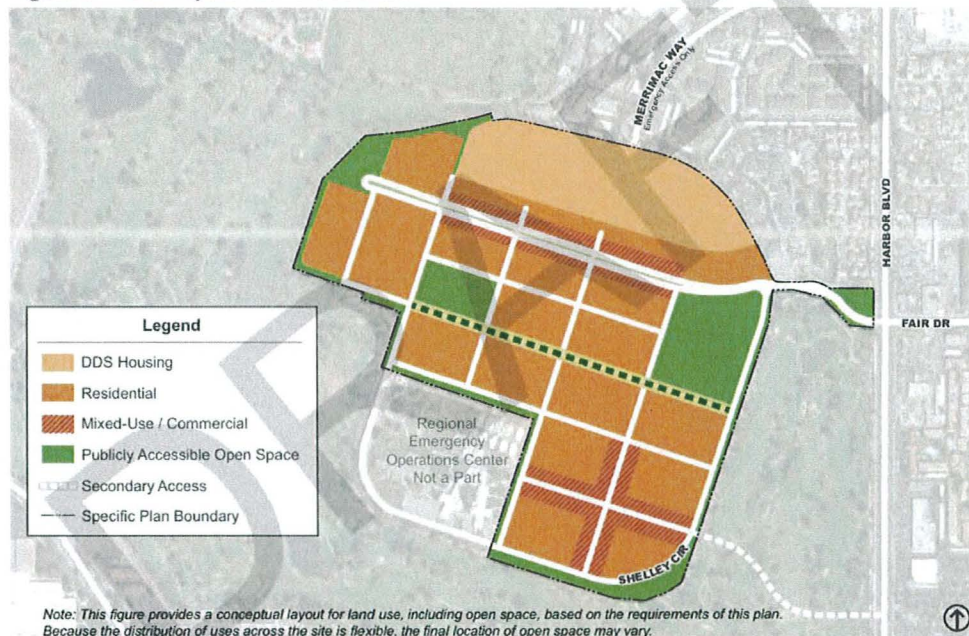 MERRIMAC WAY
Emergency Access Only
HARBOR BLVD
FAIR DR
Legend
DDS Housing
Residential
Mixed-Use / Commercial
Publicly Accessible Open Space
Secondary Access
Specific Plan Boundary
Regional
Emergency
Operations Center
Not a Part
SHELLEY CIR
DRAFT
Note: This figure provides a conceptual layout for land use, including open space, based on the requirements of this plan.
Because the distribution of uses across the site is flexible, the final location of open space may vary.